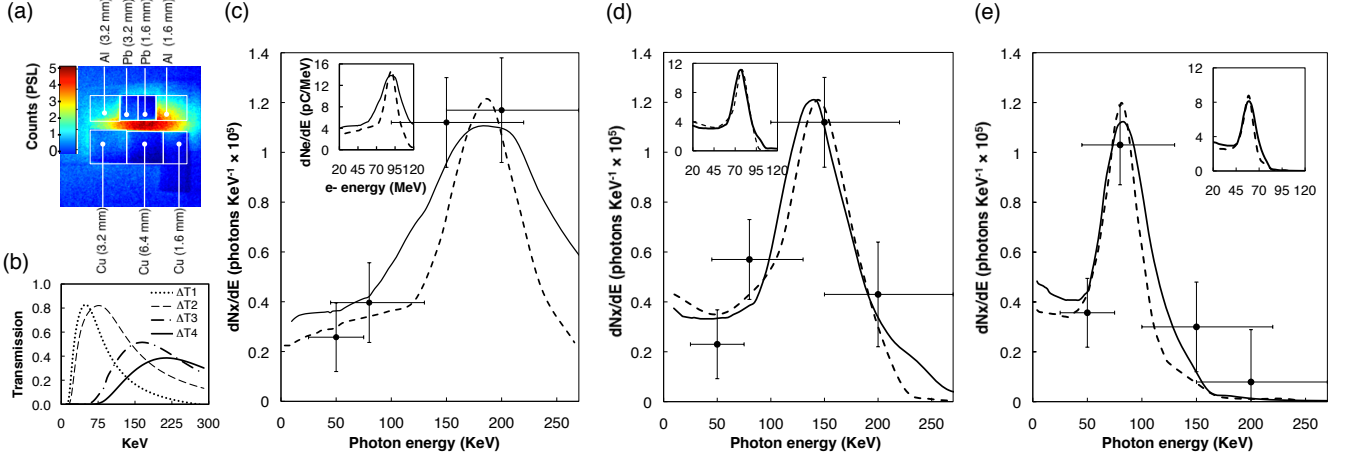 (a)
Al (3.2 mm)
Pb (3.2 mm)
Pb (1.6 mm)
Al (1.6 mm)
Counts (PSL)
5
4
3
2
1
0
Cu (3.2 mm)
Cu (6.4 mm)
Cu (1.6 mm)
(b)
Transmission
1.0
0.8
0.6
0.4
0.2
0.0
ΔT1
ΔT2
ΔT3
ΔT4
0 75 150 225 300
KeV
(c)
dNx/dE (photons KeV⁻¹ × 10⁵)
1.4
1.2
1.0
0.8
0.6
0.4
0.2
0
dNe/dE (pC/MeV)
16
12
8
4
0
20 45 70 95 120
e- energy (MeV)
0 50 100 150 200 250
Photon energy (KeV)
(d)
dNx/dE (photons KeV⁻¹ × 10⁵)
1.4
1.2
1.0
0.8
0.6
0.4
0.2
0
12
8
4
0
20 45 70 95 120
0 50 100 150 200 250
Photon energy (KeV)
(e)
dNx/dE (photons KeV⁻¹ × 10⁵)
1.4
1.2
1.0
0.8
0.6
0.4
0.2
0
12
8
4
0
20 45 70 95 120
0 50 100 150 200 250
Photon energy (KeV)